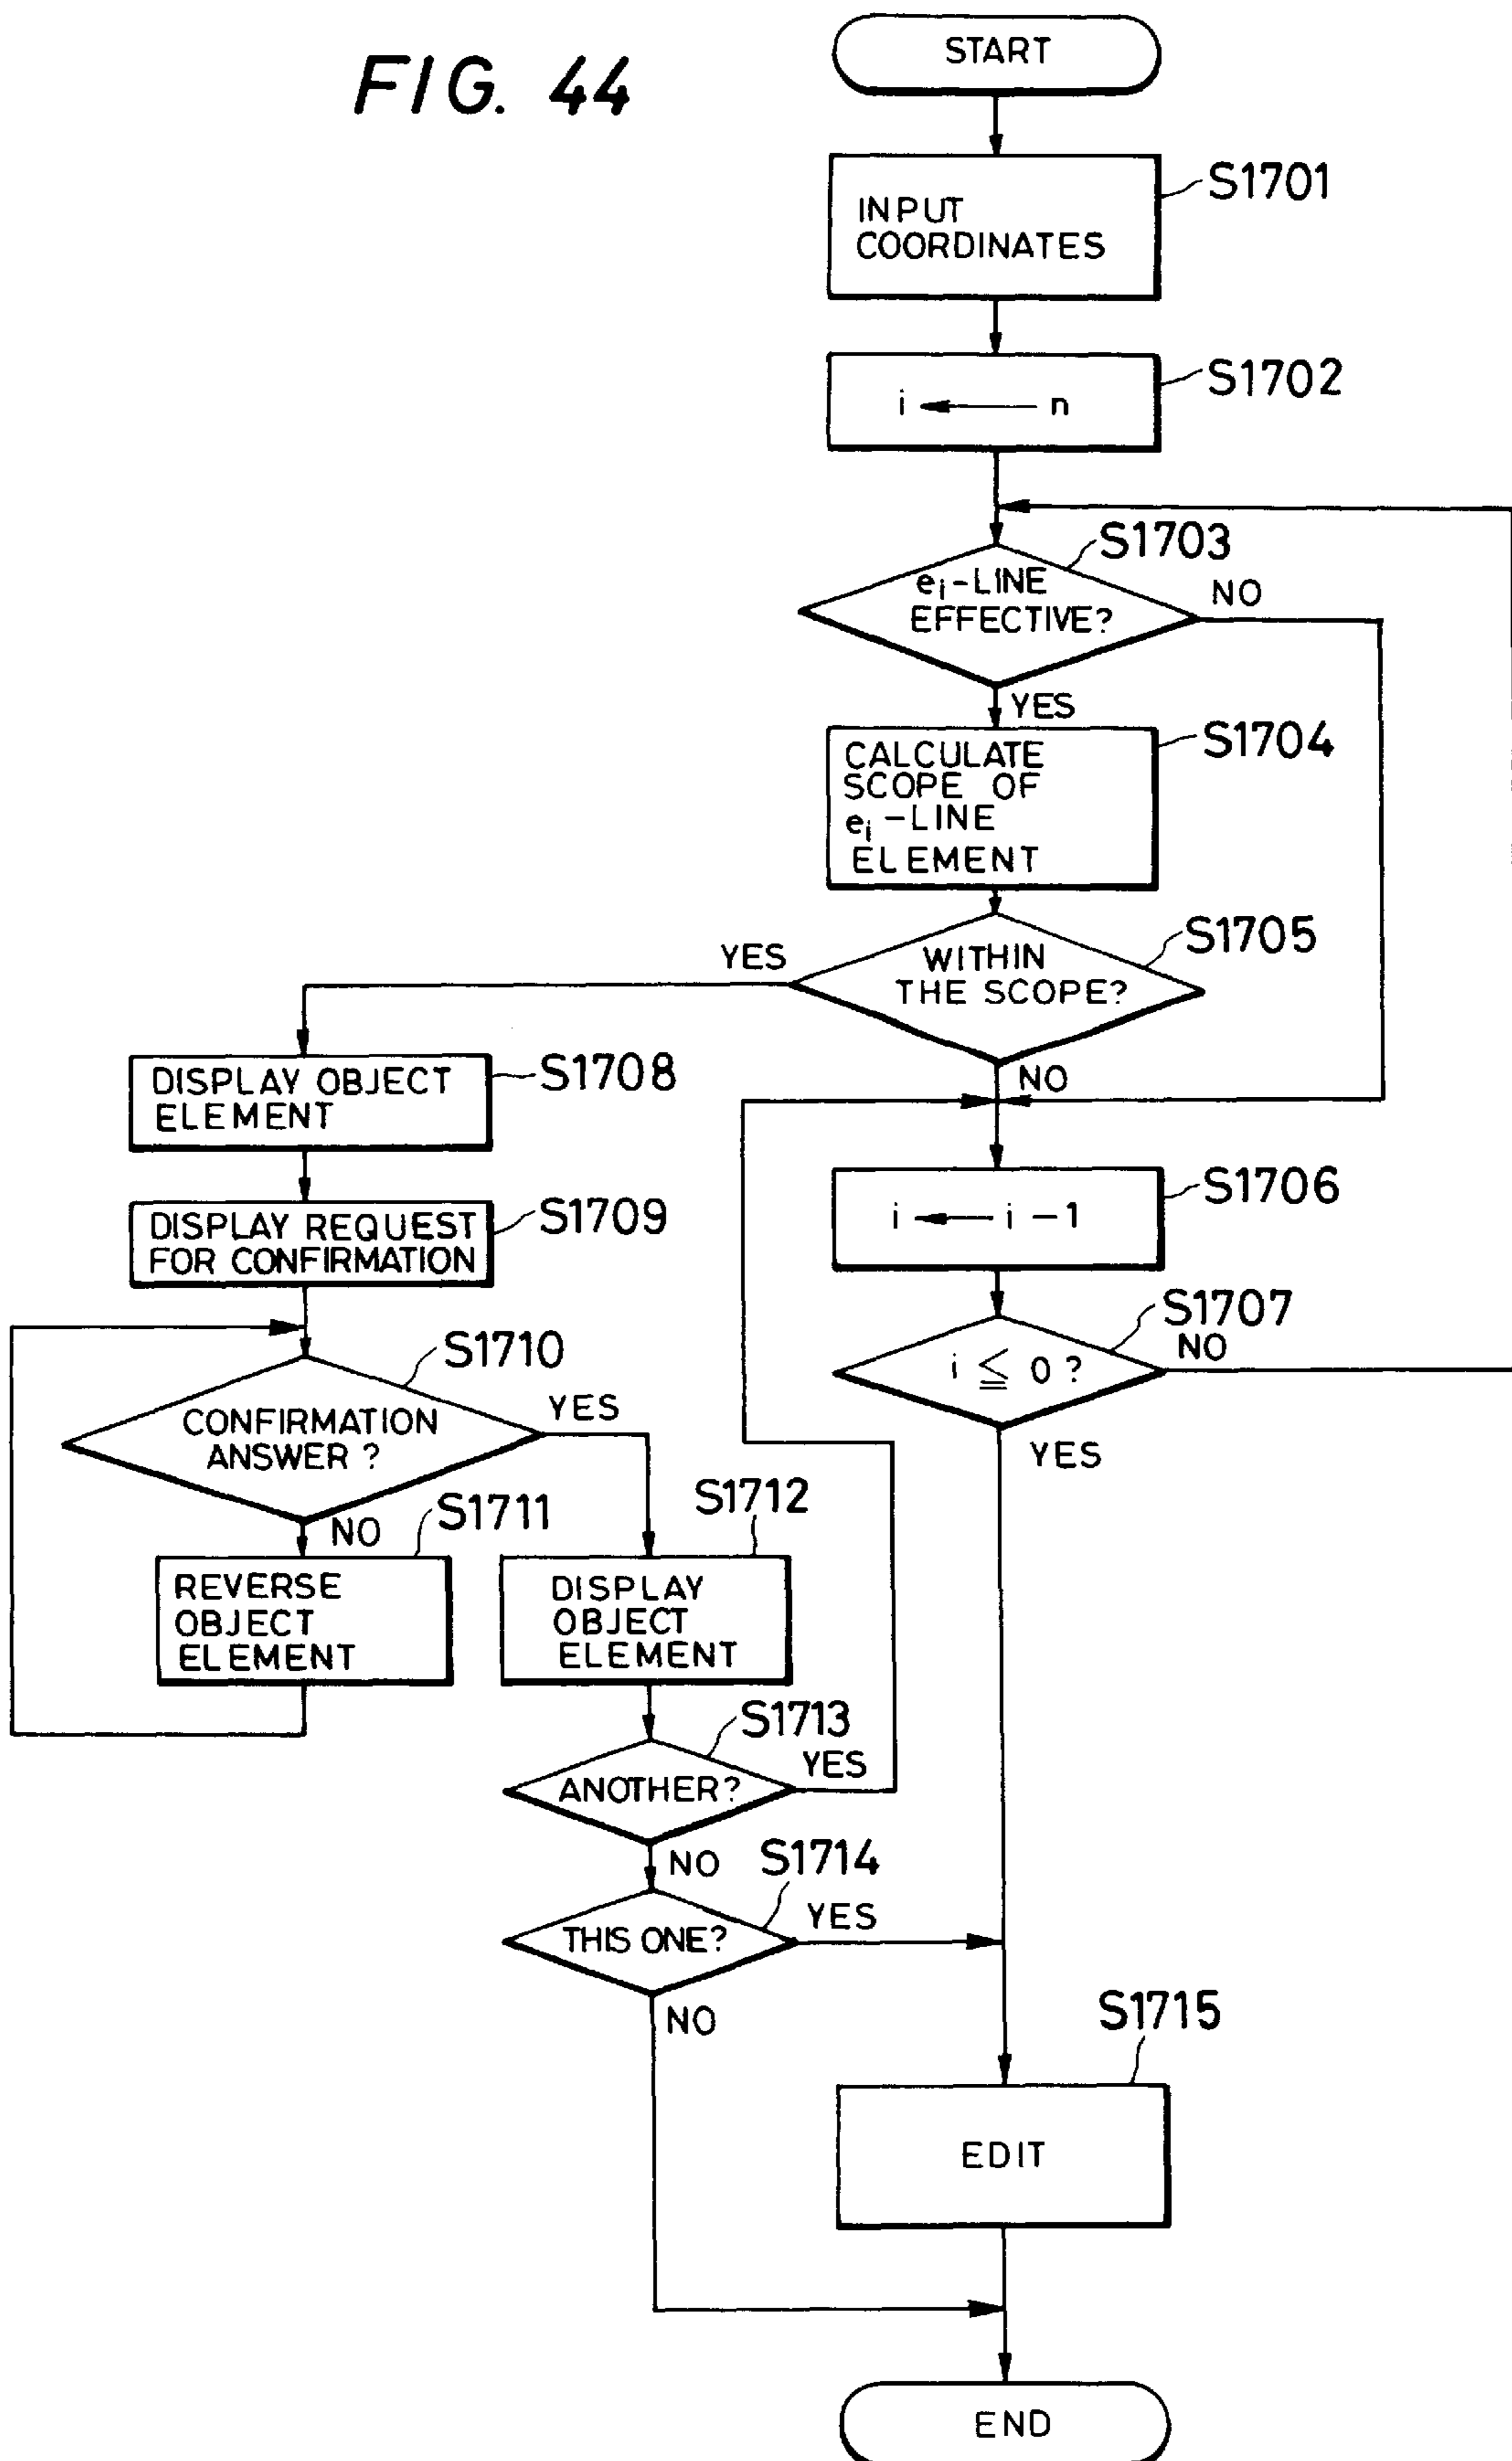 FIG. 44
START
S1701
INPUT
COORDINATES
S1702
i ← n
S1703
ei-LINE
EFFECTIVE?
NO
YES
S1704
CALCULATE
SCOPE OF
ei-LINE
ELEMENT
S1705
WITHIN
THE SCOPE?
YES
NO
S1708
DISPLAY OBJECT
ELEMENT
S1706
i ← i-1
S1709
DISPLAY REQUEST
FOR CONFIRMATION
S1707
i ≦ 0?
NO
YES
S1710
CONFIRMATION
ANSWER?
YES
NO
S1711
REVERSE
OBJECT
ELEMENT
S1712
DISPLAY
OBJECT
ELEMENT
S1713
ANOTHER?
YES
NO
S1714
THIS ONE?
YES
NO
S1715
EDIT
END